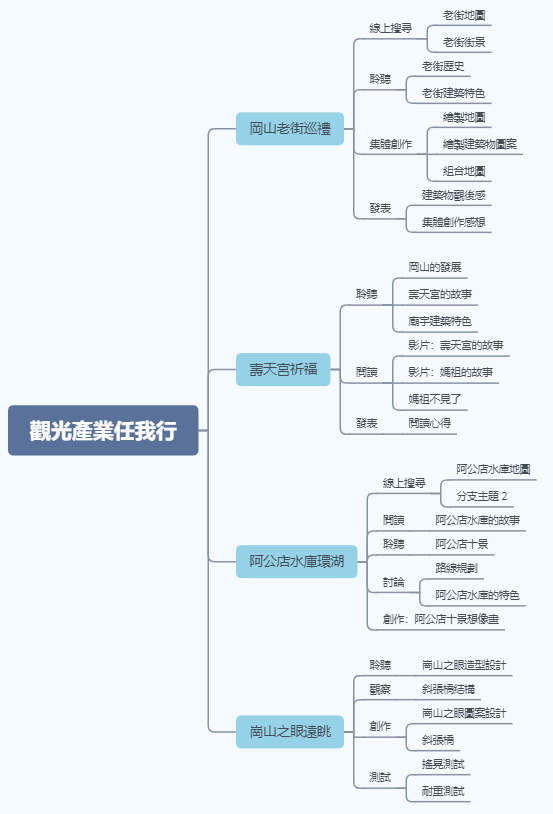 觀光產業任我行
岡山老街巡禮
線上搜尋
老街地圖
老街街景
聆聽
老街歷史
老街建築特色
集體創作
繪製地圖
繪製建築物圖案
組合地圖
發表
建築物觀後感
集體創作感想
壽天宮祈福
聆聽
岡山的發展
壽天宮的故事
廟宇建築特色
閱讀
影片：壽天宮的故事
影片：媽祖的故事
媽祖不見了
發表
閱讀心得
阿公店水庫環湖
線上搜尋
阿公店水庫地圖
分支主題 2
閱讀
阿公店水庫的故事
聆聽
阿公店十景
討論
路線規劃
阿公店水庫的特色
創作：阿公店十景想像畫
崗山之眼遠眺
聆聽
崗山之眼造型設計
觀察
斜張橋結構
創作
崗山之眼圖案設計
斜張橋
測試
搖晃測試
耐重測試